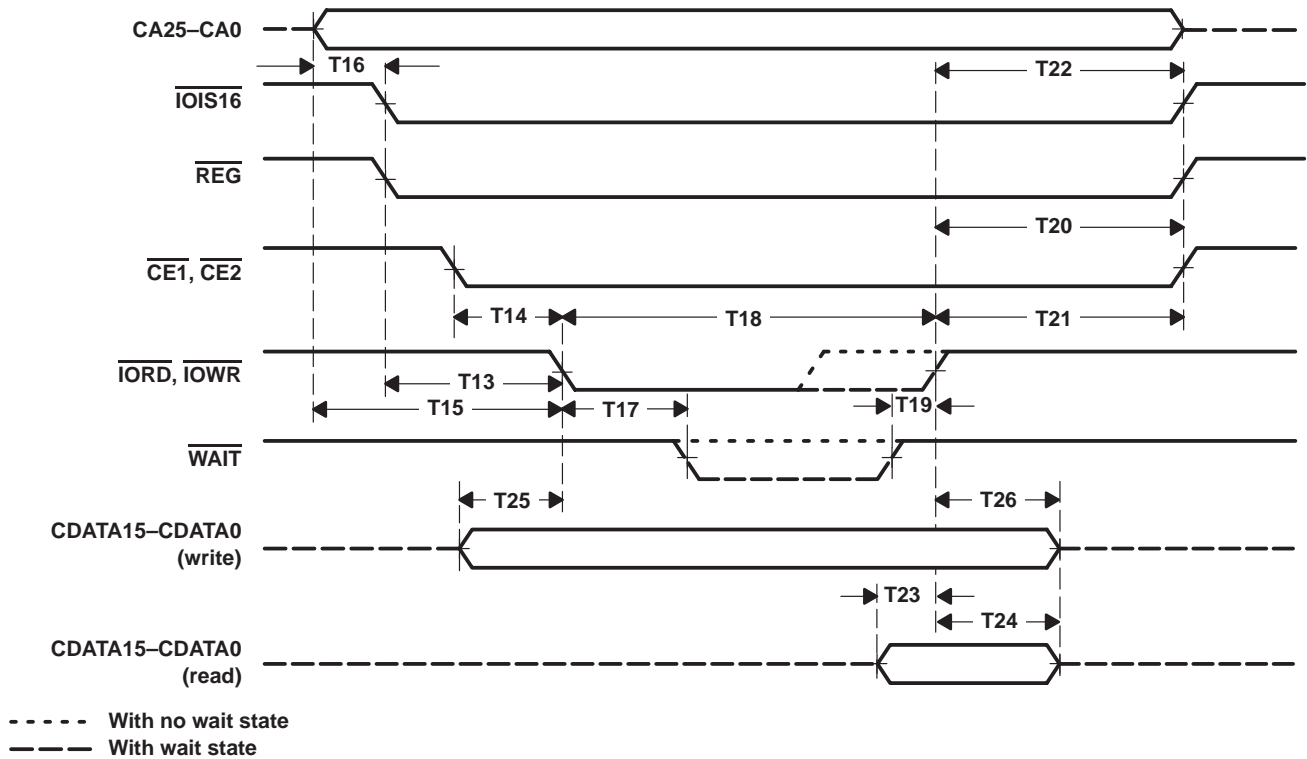 CA25–CA0
T16
T22
IOIS16
REG
T20
CE1, CE2
T14
T18
T21
IORD, IOWR
T13
T19
T15
T17
WAIT
T25
T26
CDATA15–CDATA0
(write)
T23
T24
CDATA15–CDATA0
(read)
With no wait state
With wait state